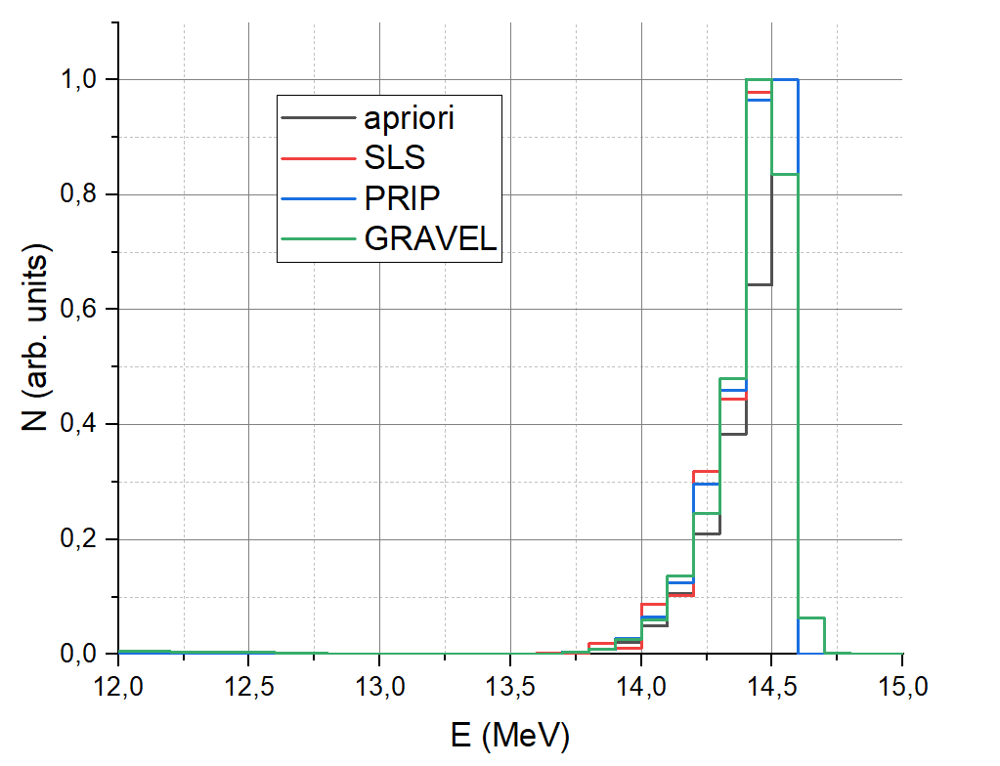 1,0
0,8
0,6
0,4
0,2
0,0
N (arb. units)
apriori
SLS
PRIP
GRAVEL
12,0 12,5 13,0 13,5 14,0 14,5 15,0
E (MeV)